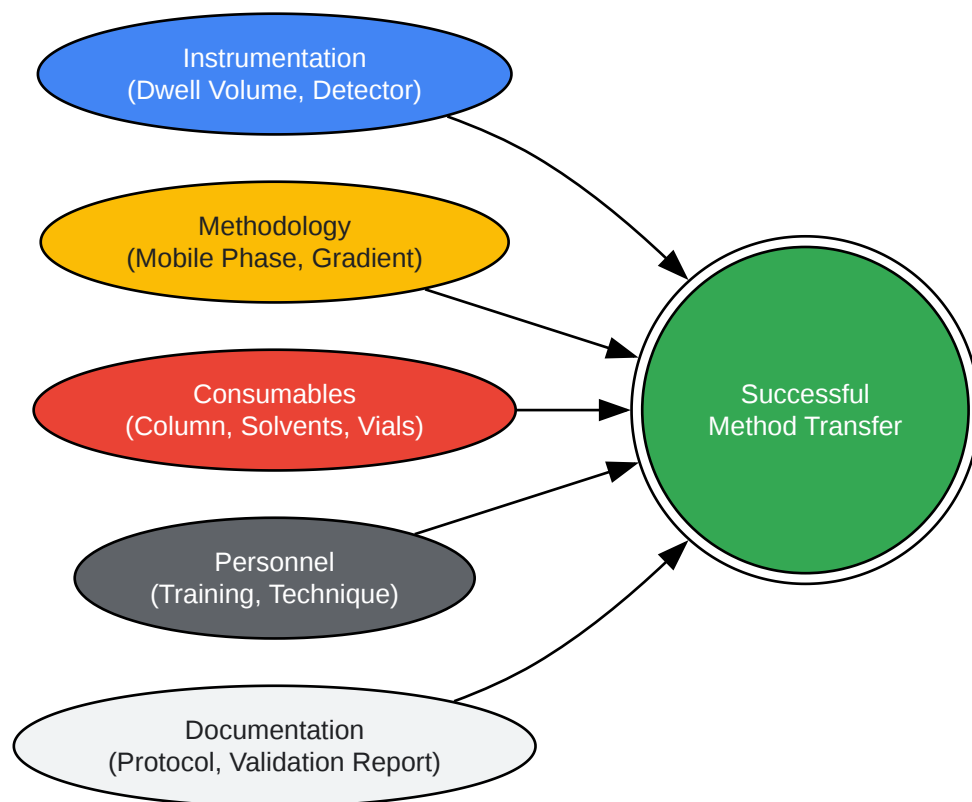 Instrumentation
(Dwell Volume, Detector)
Methodology
(Mobile Phase, Gradient)
Consumables
(Column, Solvents, Vials)
Personnel
(Training, Technique)
Documentation
(Protocol, Validation Report)
Successful
Method Transfer